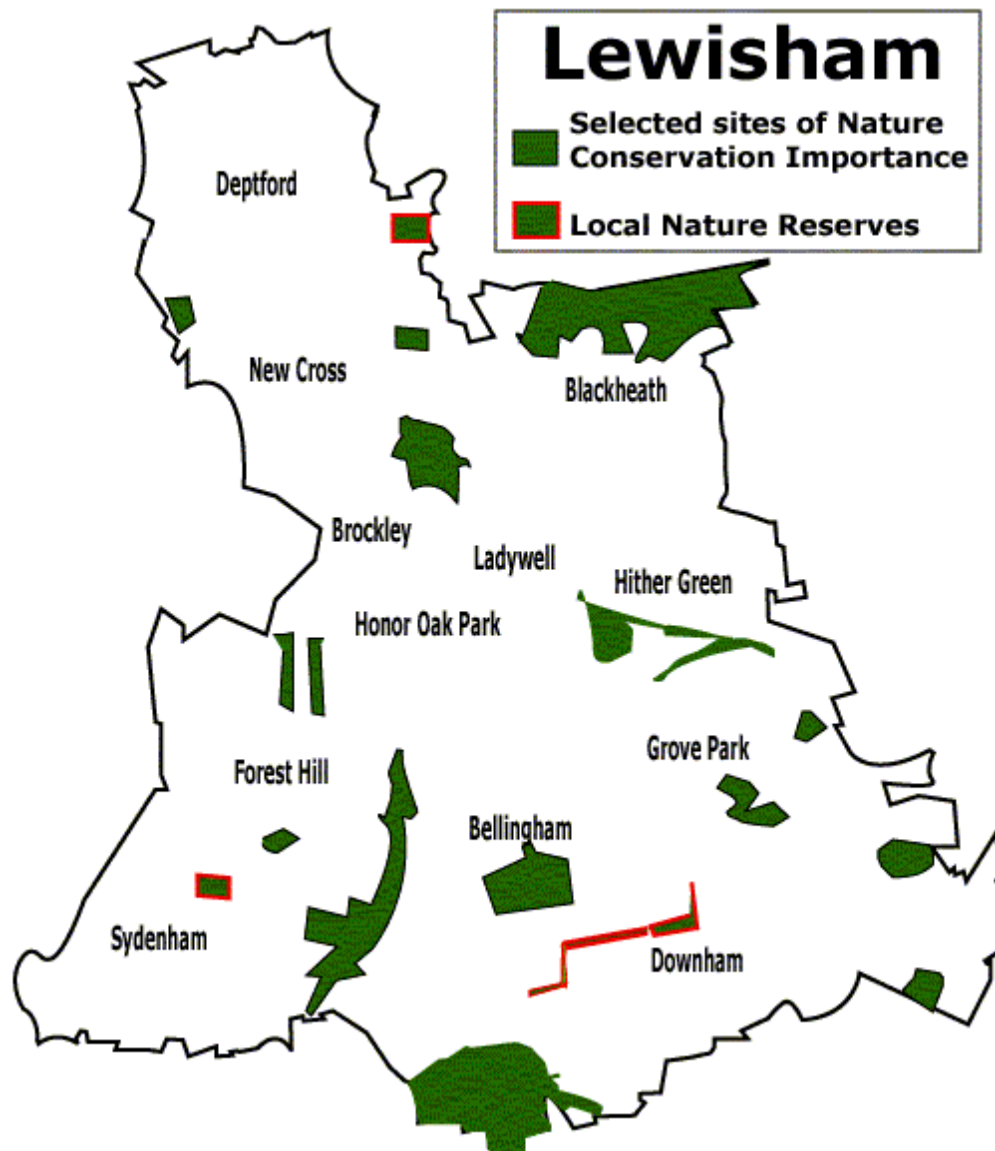 Lewisham
Selected sites of Nature
Conservation Importance
Local Nature Reserves
Deptford
New Cross
Blackheath
Brockley
Ladywell
Hither Green
Honor Oak Park
Grove Park
Forest Hill
Bellingham
Sydenham
Downham